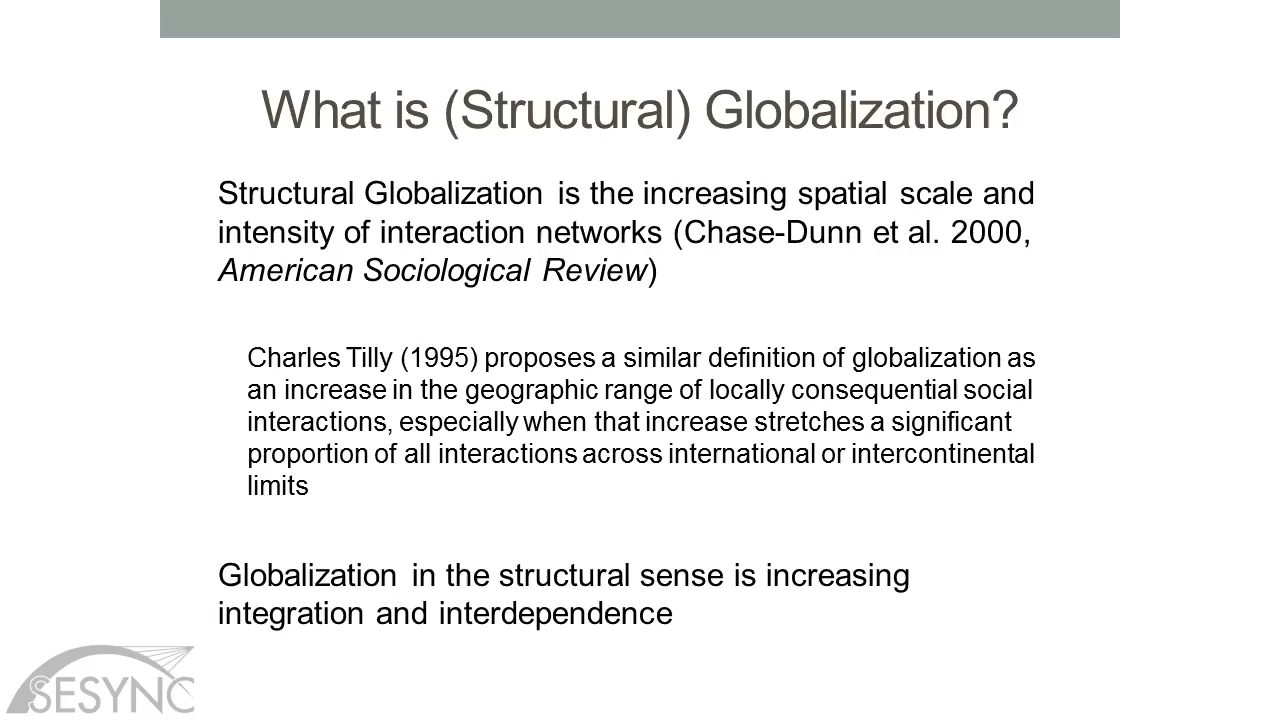 What is (Structural) Globalization?
Structural Globalization is the increasing spatial scale and
intensity of interaction networks (Chase-Dunn et al. 2000,
American Sociological Review)
Charles Tilly (1995) proposes a similar definition of globalization as
an increase in the geographic range of locally consequential social
interactions, especially when that increase stretches a significant
proportion of all interactions across international or intercontinental
limits
Globalization in the structural sense is increasing
integration and interdependence
SESYNC